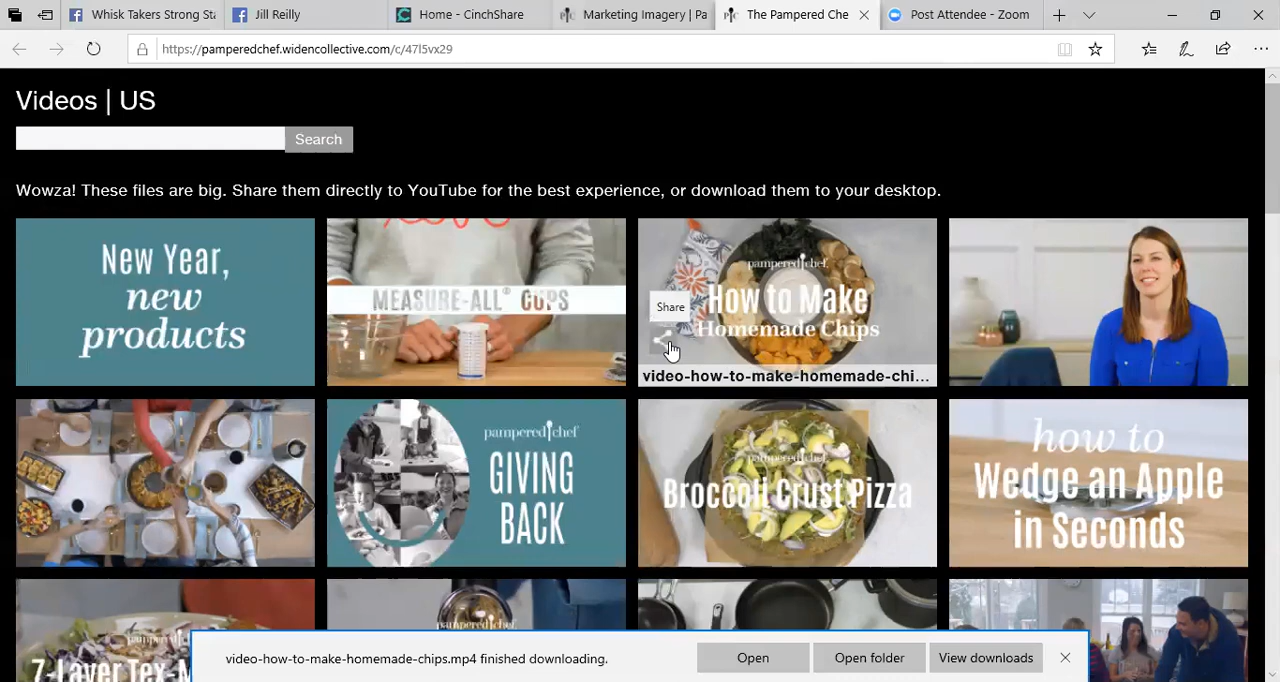 Whisk Takers Strong Sta
Jill Reilly
Home - CinchShare
Marketing Imagery | Pa
The Pampered Che
Post Attendee - Zoom
https://pamperedchef.widencollective.com/c/47l5vx29
Videos | US
Search
Wowza! These files are big. Share them directly to YouTube for the best experience, or download them to your desktop.
New Year,
new
products
MEASURE-ALL® CUPS
pampered chef
How to Make
Homemade Chips
Share
video-how-to-make-homemade-chi...
pampered chef
GIVING
BACK
pampered chef
Broccoli Crust Pizza
how to
Wedge an Apple
in Seconds
pampered
7-Layer Tex-M
pampered chef
video-how-to-make-homemade-chips.mp4 finished downloading.
Open
Open folder
View downloads